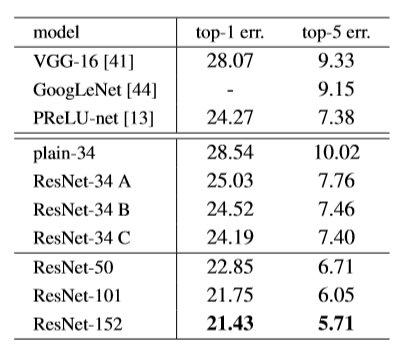 model top-1 err. top-5 err.
VGG-16 [41] 28.07 9.33
GoogLeNet [44] - 9.15
PReLU-net [13] 24.27 7.38
plain-34 28.54 10.02
ResNet-34 A 25.03 7.76
ResNet-34 B 24.52 7.46
ResNet-34 C 24.19 7.40
ResNet-50 22.85 6.71
ResNet-101 21.75 6.05
ResNet-152 21.43 5.71